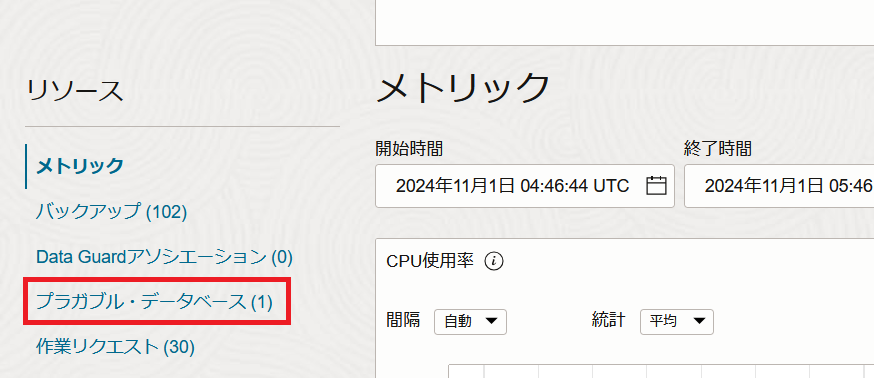 リソース
メトリック
バックアップ (102)
Data Guardアソシエーション (0)
プラガブル・データベース (1)
作業リクエスト (30)
メトリック
開始時間
終了時間
2024年11月1日 04:46:44 UTC
2024年11月1日 05:46
CPU使用率
間隔 自動
統計 平均